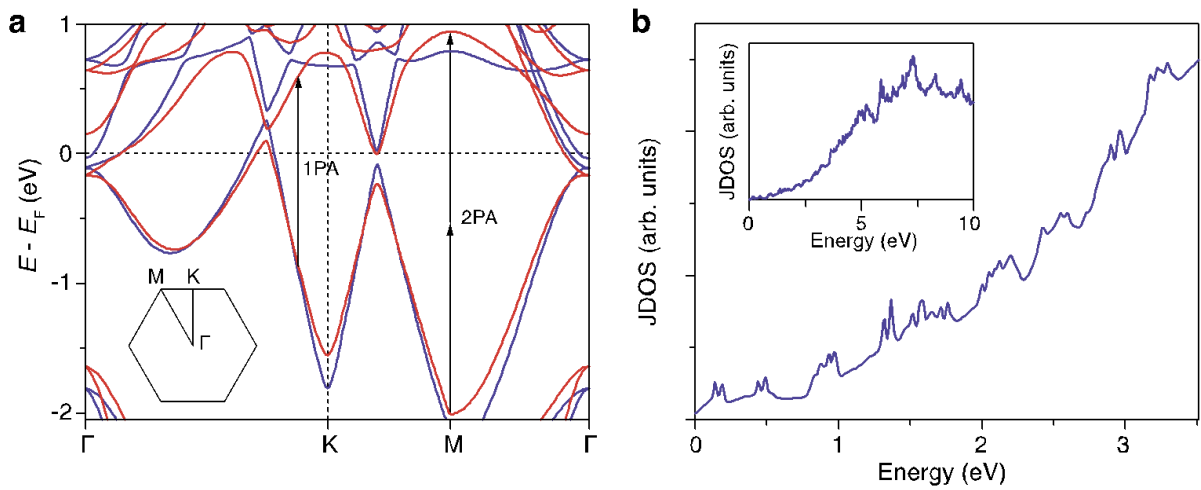 a
E - E_F (eV)
1
0
-1
-2
1PA
2PA
M K
Γ
Γ K M Γ
b
JDOS (arb. units)
JDOS (arb. units)
0 5 10
Energy (eV)
0 1 2 3
Energy (eV)